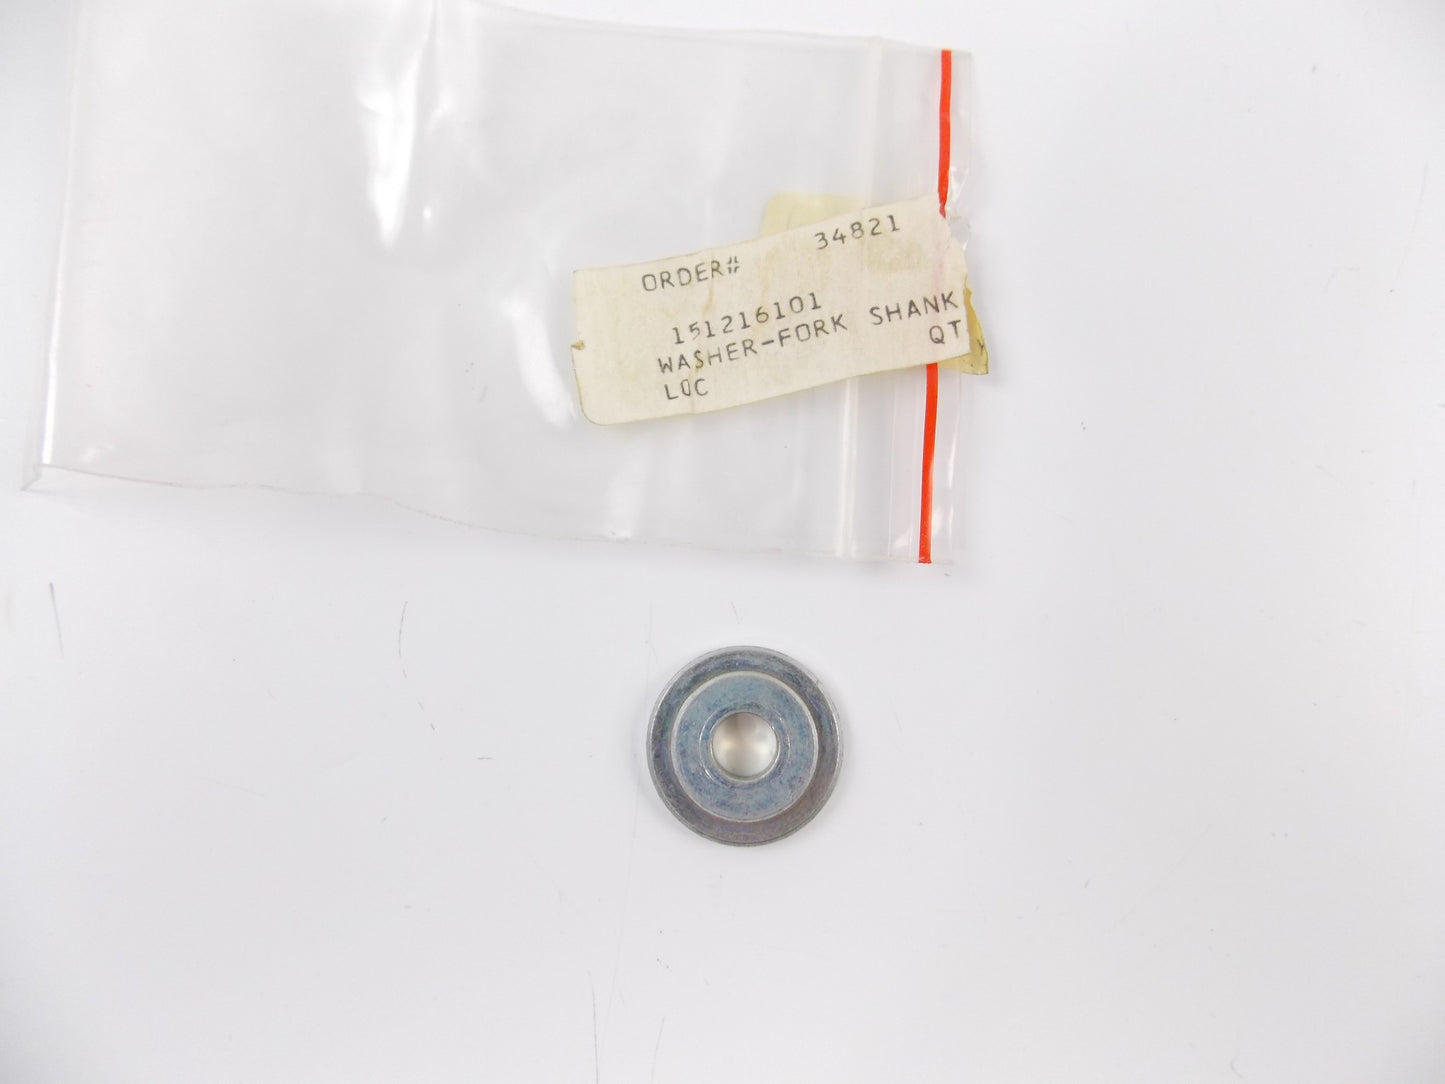 ORDER# 34821
151216101
WASHER-FORK SHANK
LOC QT